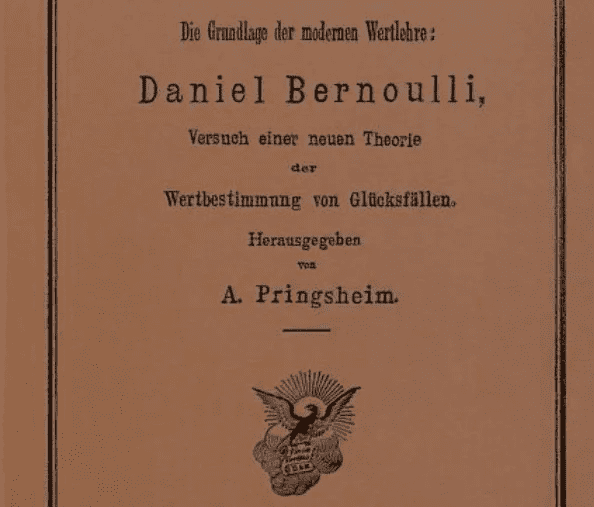 Die Grundlage der modernen Wertlehre:
Daniel Bernoulli,
Versuch einer neuen Theorie
der
Wertbestimmung von Glücksfällen.
Herausgegeben
von
A. Pringsheim.